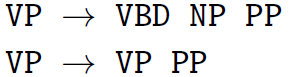 VP → VBD NP PP
VP → VP PP